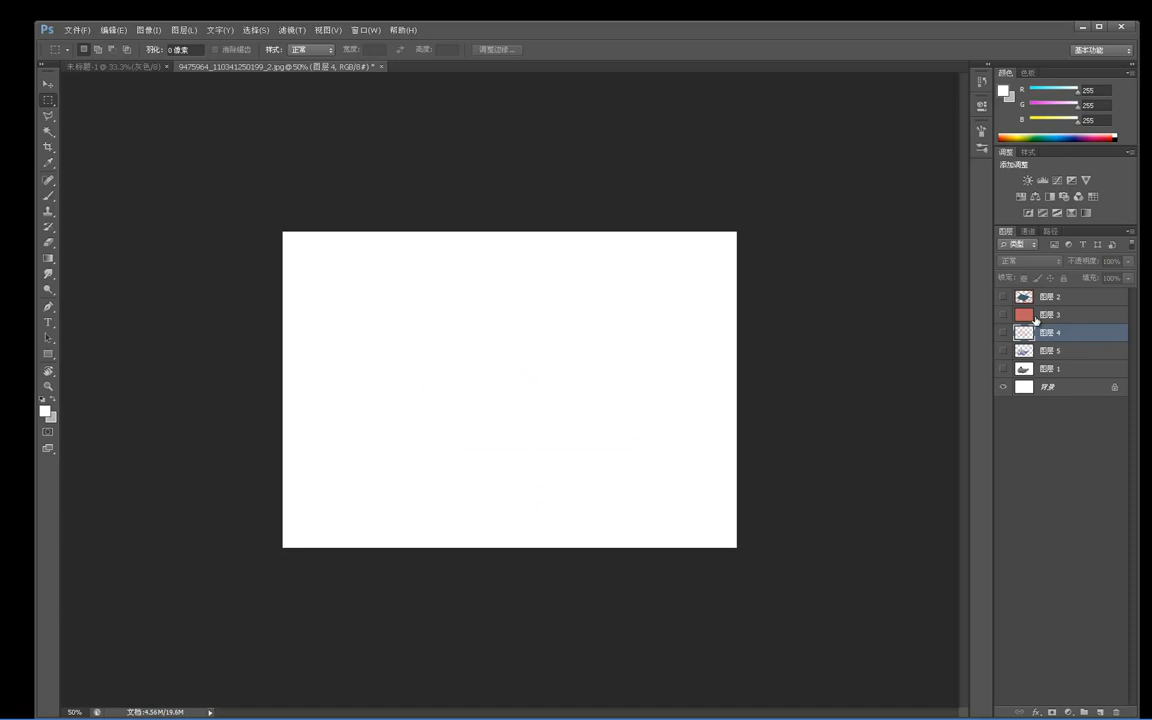 Ps 文件(F) 编辑(E) 图像(I) 图层(L) 文字(Y) 选择(S) 滤镜(T) 视图(V) 窗口(W) 帮助(H)
羽化: 0 像素 消除锯齿 样式: 正常 宽度: 高度: 调整边缘... 基本功能
未标题-1 @ 33.3%(灰色/8) × 9475964_110341250199_2.jpg @ 50% (图层 4, RGB/8#) * ×
颜色 色板
R 255
G 255
B 255
调整 样式
添加调整
图层 通道 路径
类型
正常 不透明度: 100%
锁定: 填充: 100%
图层 2
图层 3
图层 4
图层 5
图层 1
背景
50% 文档:4.56M/19.6M